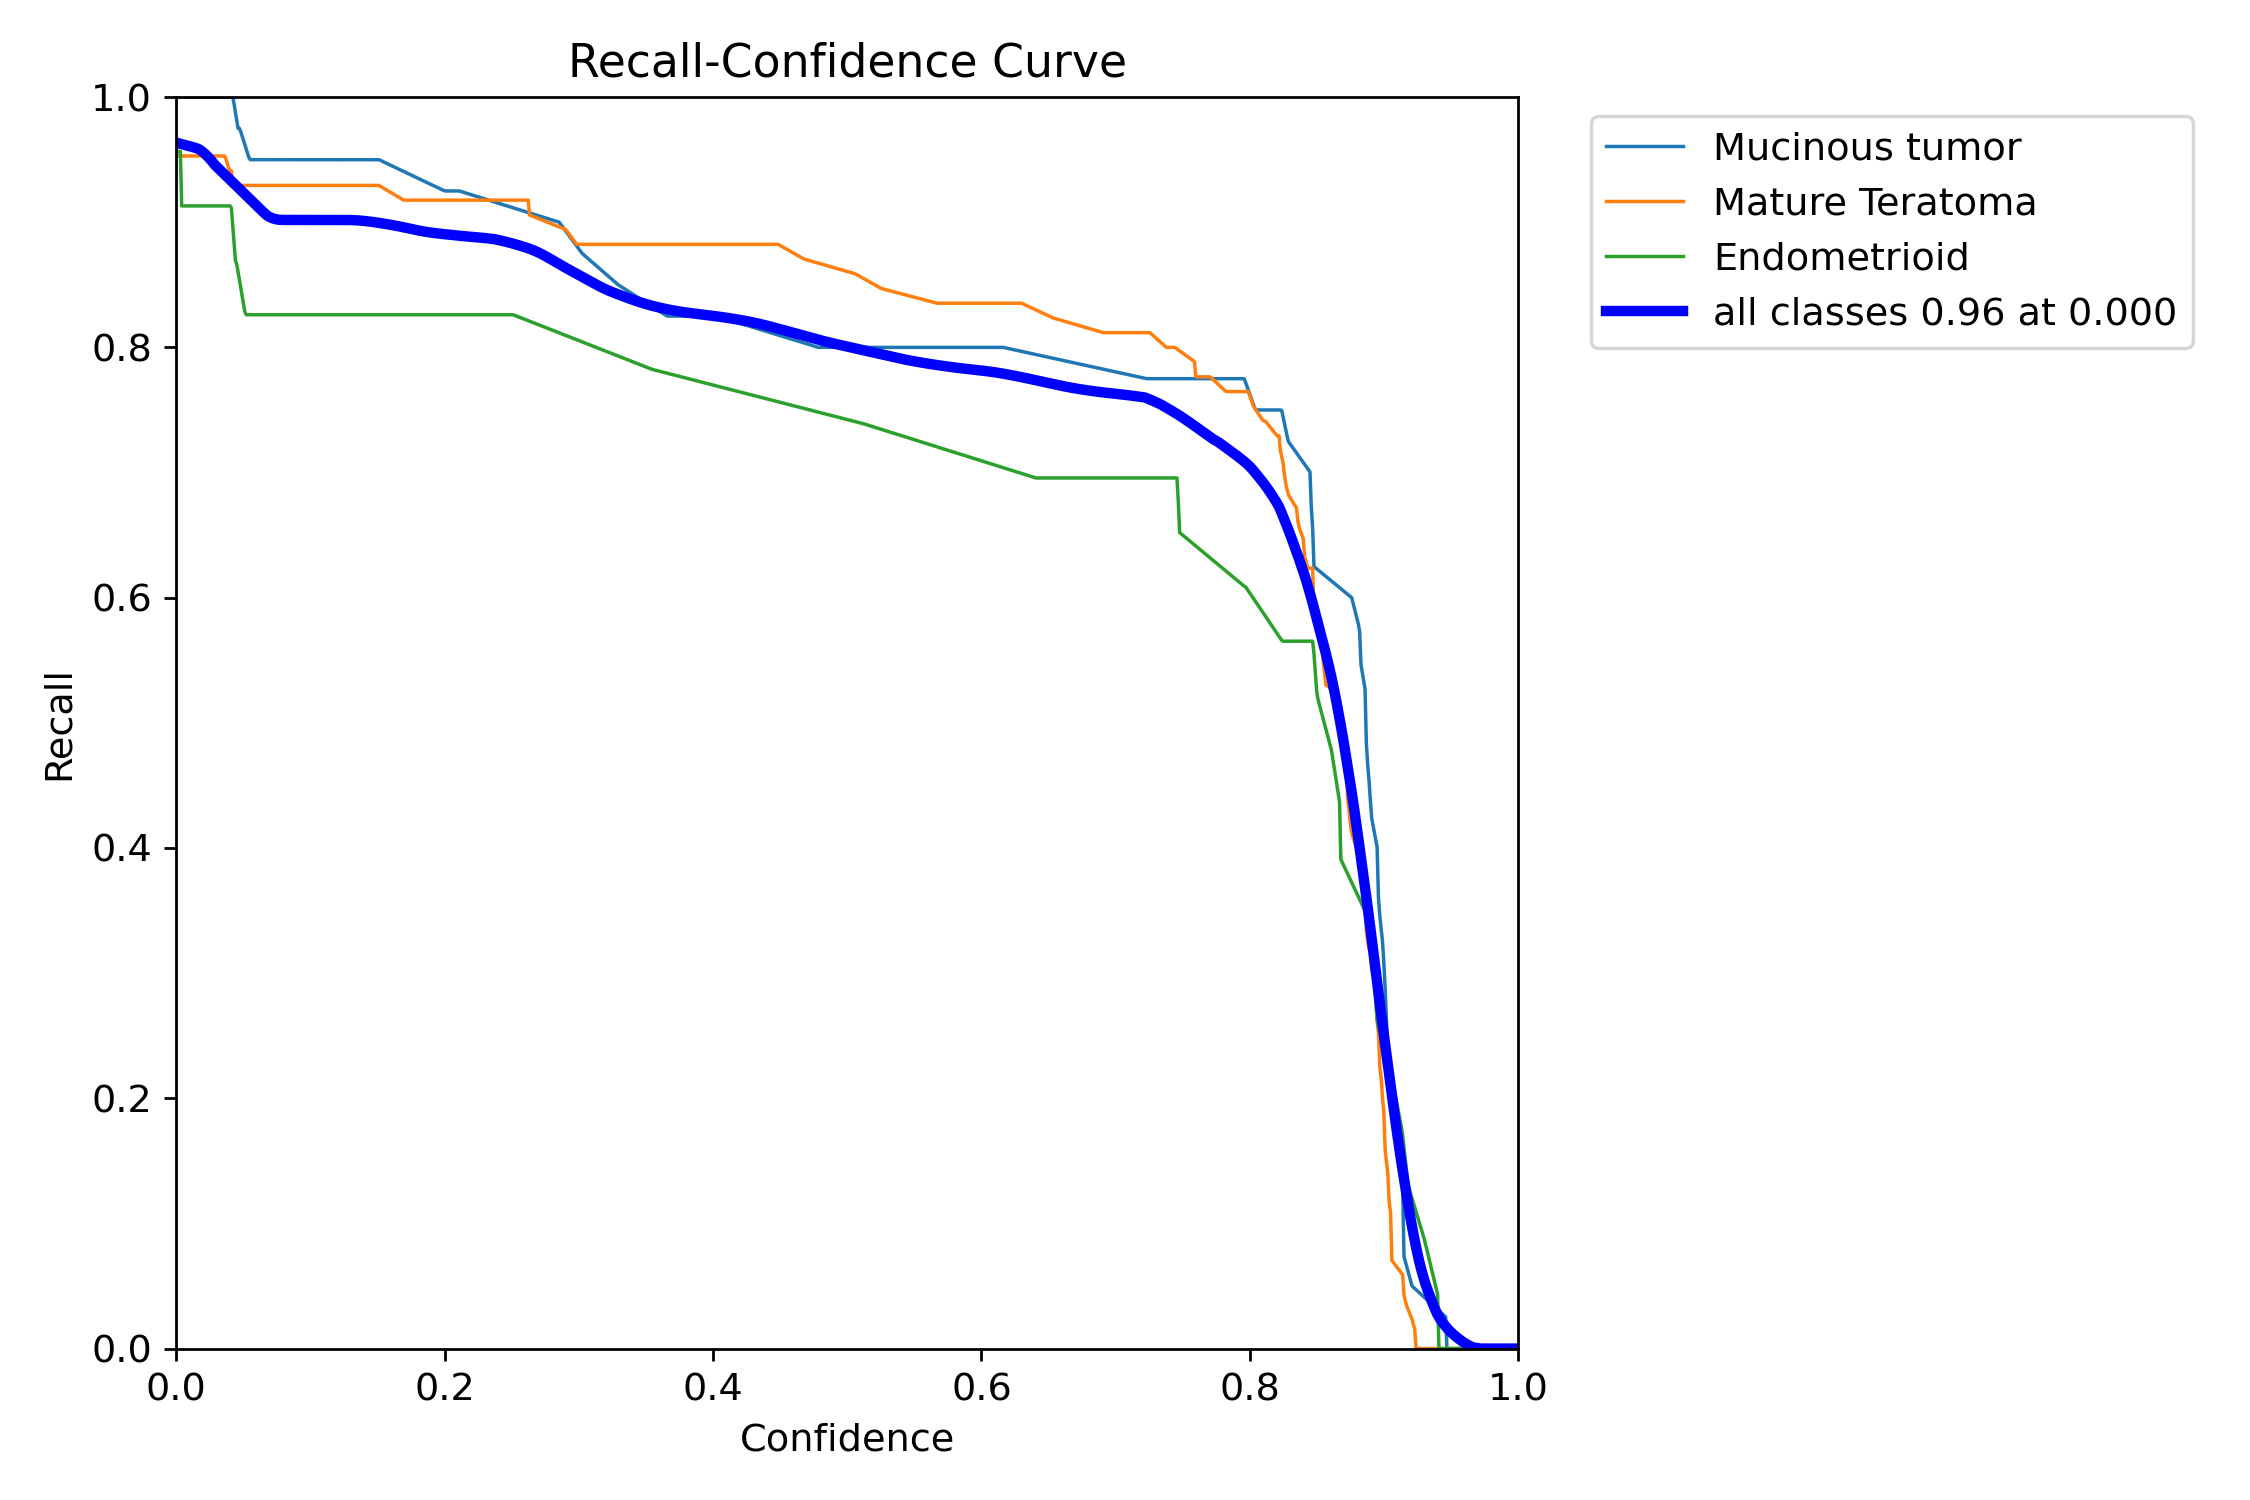 Recall-Confidence Curve
1.0
0.8
0.6
0.4
0.2
0.0
Recall
0.0 0.2 0.4 0.6 0.8 1.0
Confidence
Mucinous tumor
Mature Teratoma
Endometrioid
all classes 0.96 at 0.000